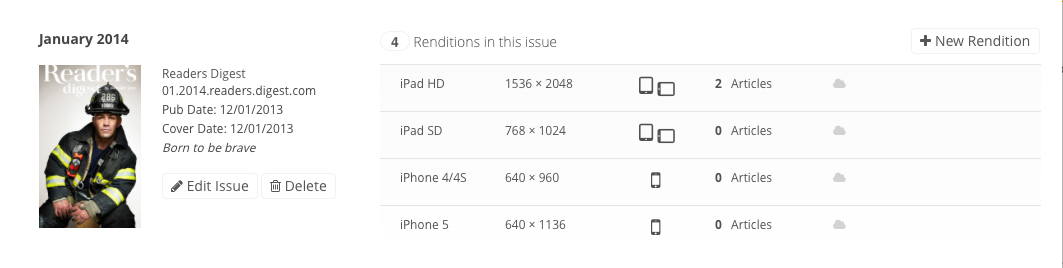 January 2014
Reader's
digest
Readers Digest
01.2014.readers.digest.com
Pub Date: 12/01/2013
Cover Date: 12/01/2013
Born to be brave
Edit Issue
Delete
4 Renditions in this issue
New Rendition
iPad HD 1536 × 2048 2 Articles
iPad SD 768 × 1024 0 Articles
iPhone 4/4S 640 × 960 0 Articles
iPhone 5 640 × 1136 0 Articles